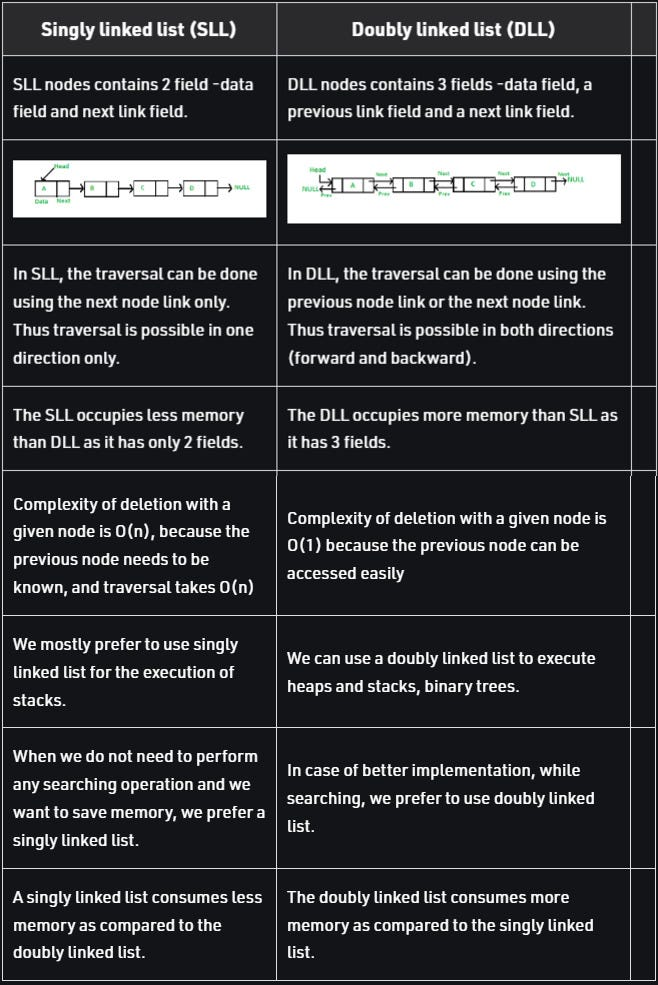 Singly linked list (SLL)
Doubly linked list (DLL)
SLL nodes contains 2 field -data
field and next link field.
DLL nodes contains 3 fields -data field, a
previous link field and a next link field.
Head
A
B
C
D
NULL
Data
Next
Head
Next
Next
Next
Next
NULL
A
B
C
D
NULL
Prev
Prev
Prev
Prev
In SLL, the traversal can be done
using the next node link only.
Thus traversal is possible in one
direction only.
In DLL, the traversal can be done using the
previous node link or the next node link.
Thus traversal is possible in both directions
(forward and backward).
The SLL occupies less memory
than DLL as it has only 2 fields.
The DLL occupies more memory than SLL as
it has 3 fields.
Complexity of deletion with a
given node is O(n), because the
previous node needs to be
known, and traversal takes O(n)
Complexity of deletion with a given node is
O(1) because the previous node can be
accessed easily
We mostly prefer to use singly
linked list for the execution of
stacks.
We can use a doubly linked list to execute
heaps and stacks, binary trees.
When we do not need to perform
any searching operation and we
want to save memory, we prefer a
singly linked list.
In case of better implementation, while
searching, we prefer to use doubly linked
list.
A singly linked list consumes less
memory as compared to the
doubly linked list.
The doubly linked list consumes more
memory as compared to the singly linked
list.